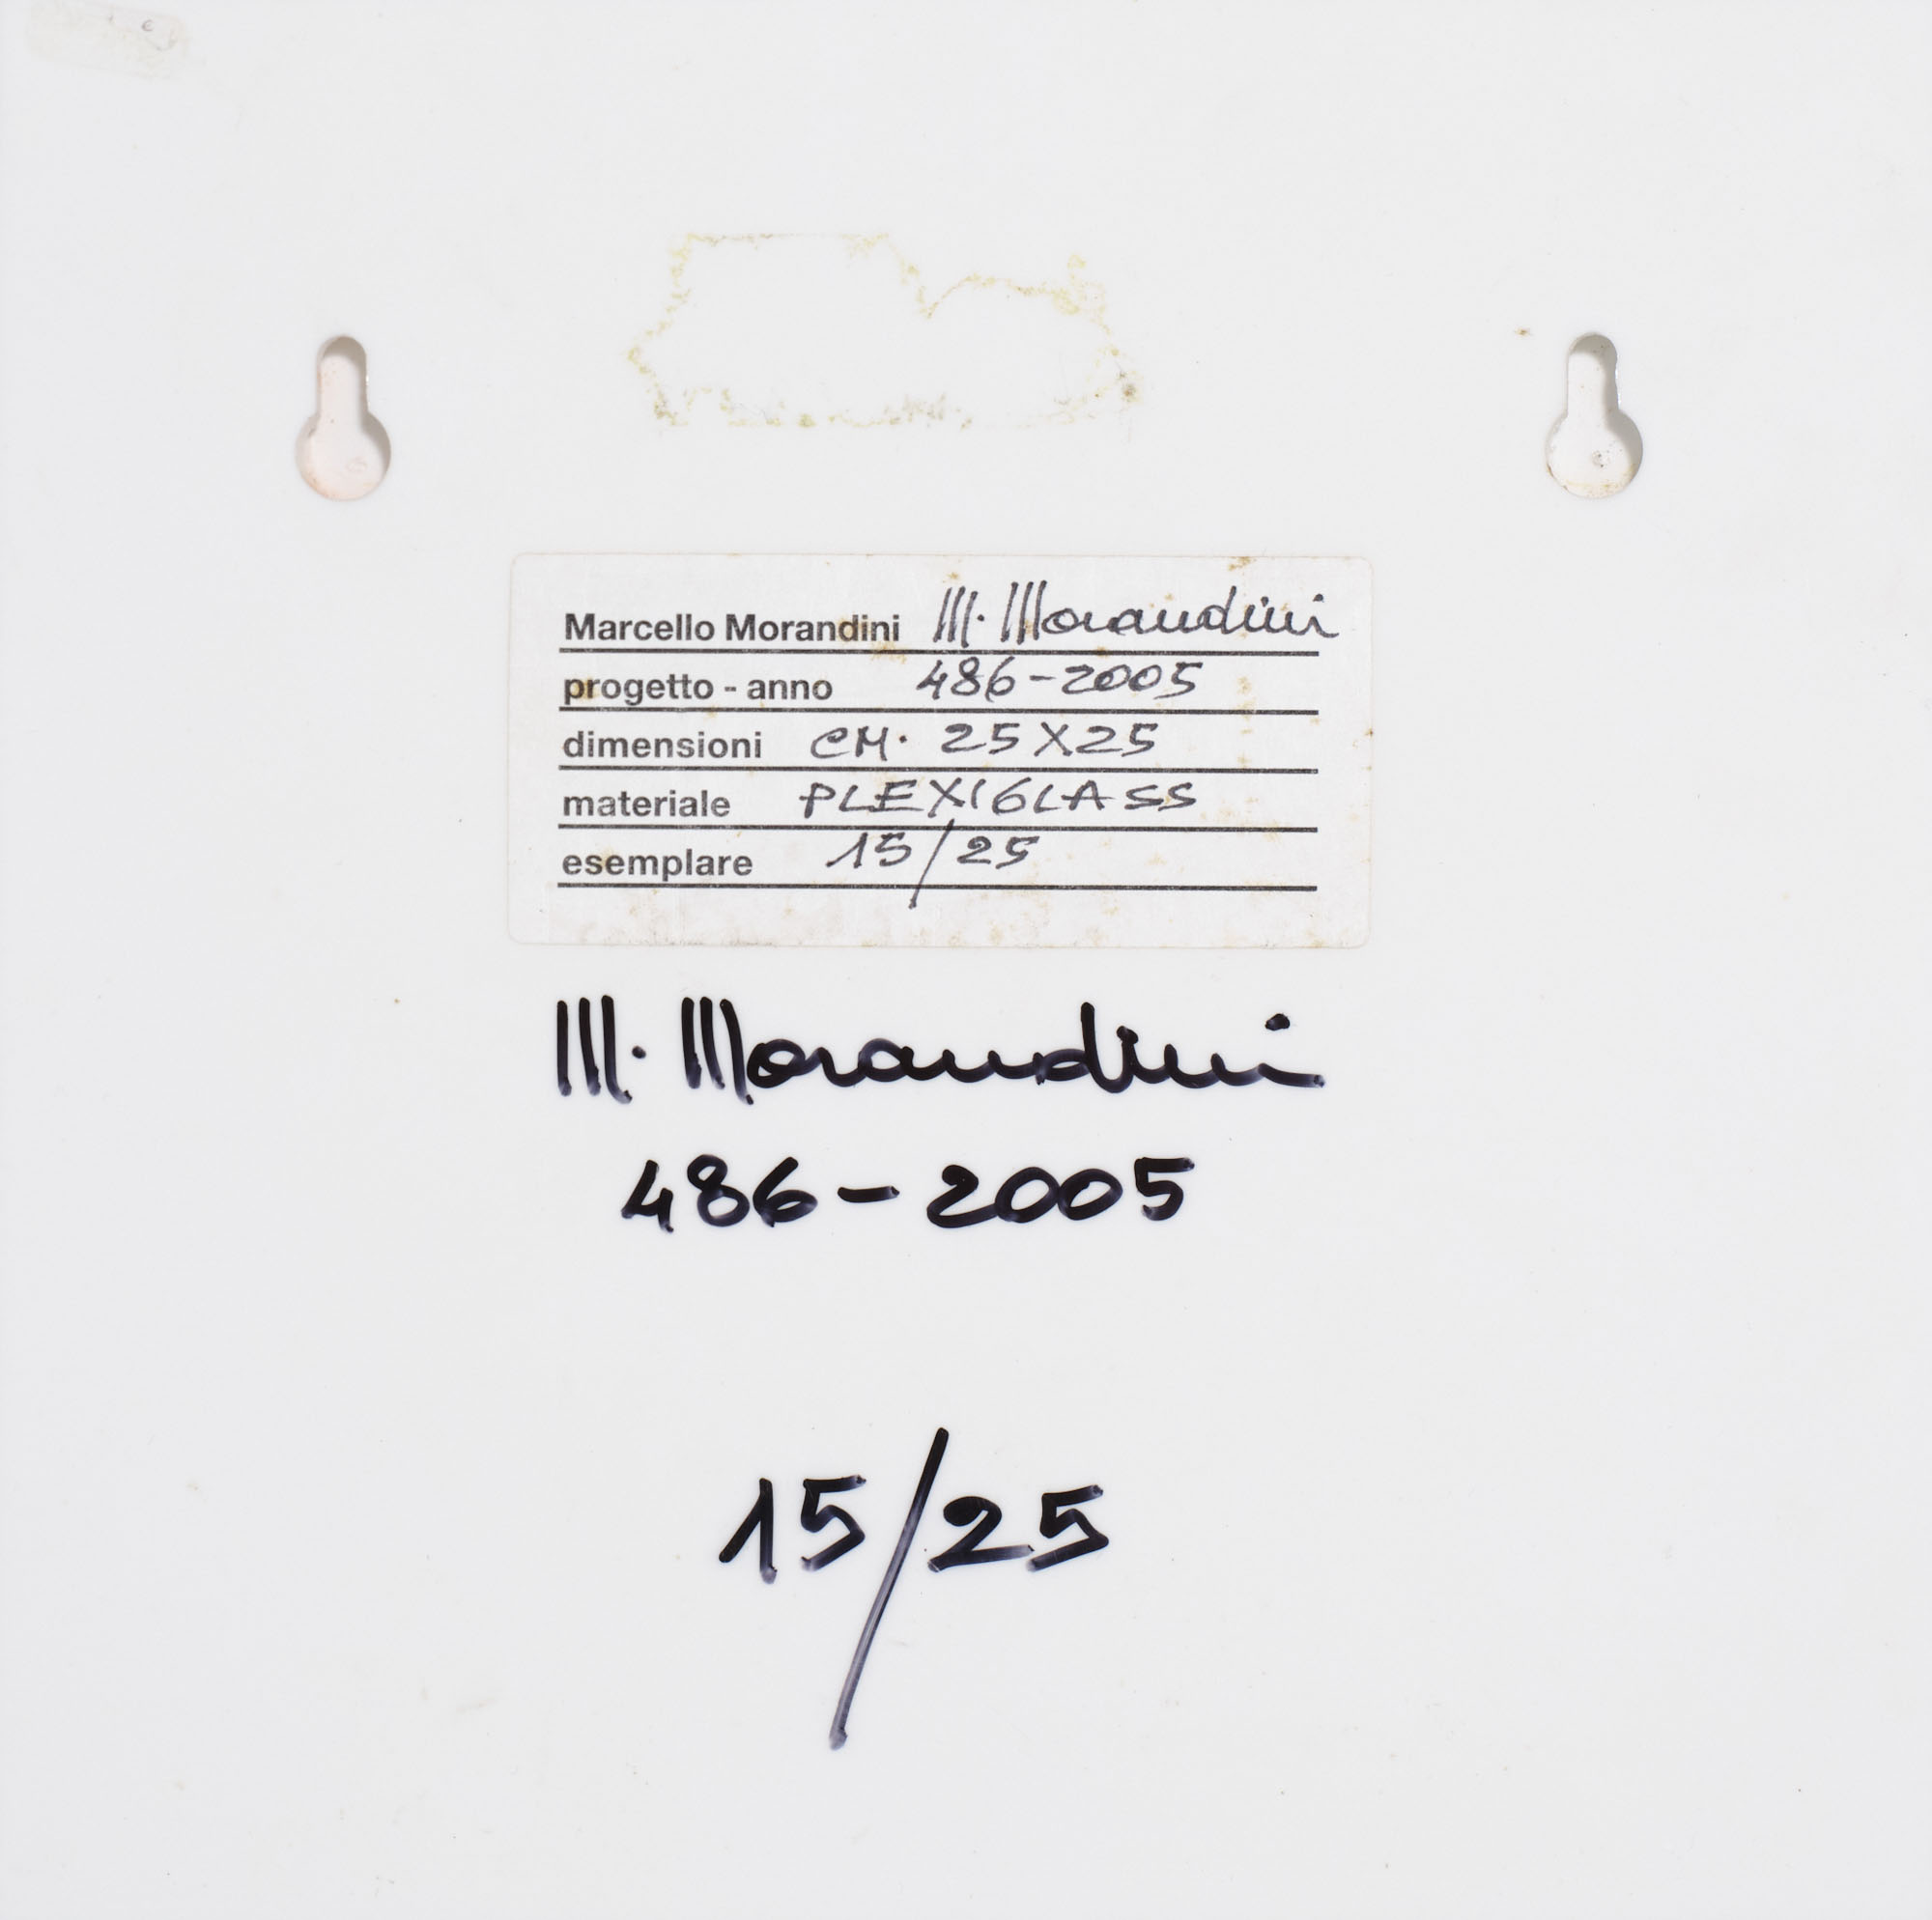 Marcello Morandini M. Morandini
progetto - anno 486-2005
dimensioni CM. 25X25
materiale PLEXIGLASS
esemplare 15/25
M. Morandini
486-2005
15/25